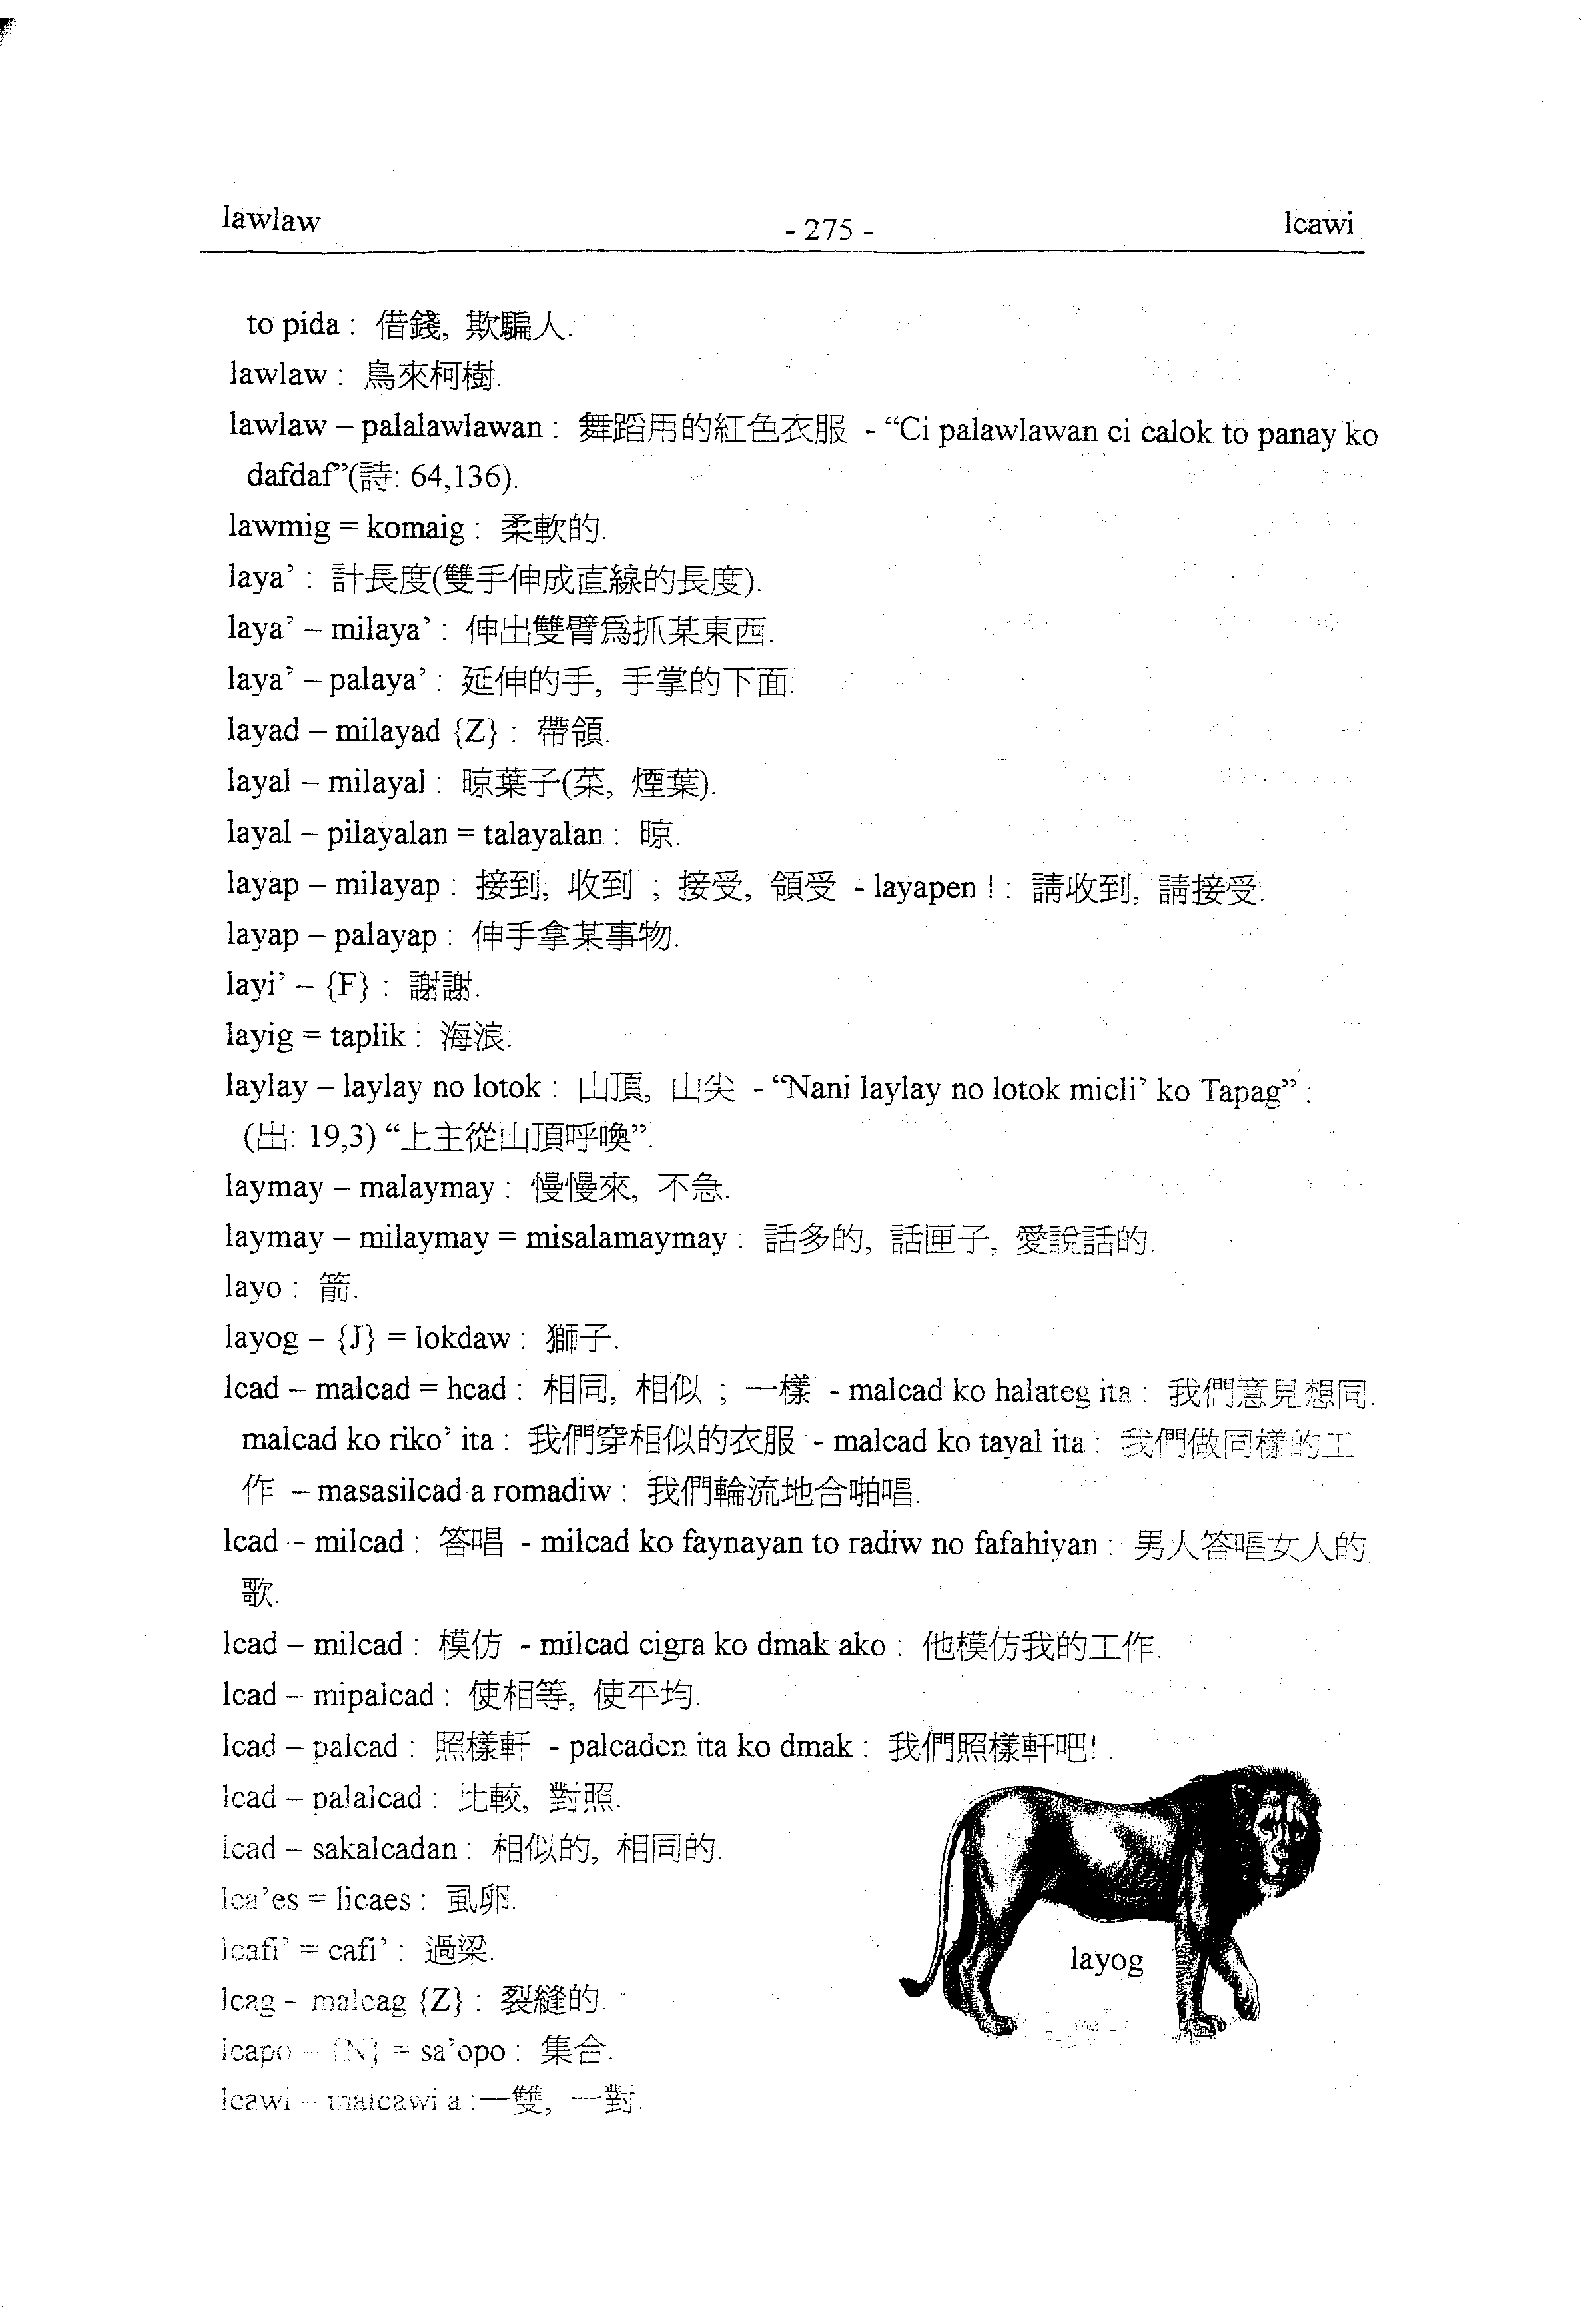 lawlaw - 275 - lcawi
to pida : 借錢, 欺騙人.
lawlaw : 烏來柯樹.
lawlaw – palalawlawan : 舞蹈用的紅色衣服 - “Ci palawlawan ci calok to panay ko
dafdaf”(詩: 64,136).
lawmig = komaig : 柔軟的.
laya’ : 計長度(雙手伸成直線的長度).
laya’ – milaya’ : 伸出雙臂爲抓某東西.
laya’ – palaya’ : 延伸的手, 手掌的下面.
layad – milayad {Z} : 帶領.
layal – milayal : 晾葉子(菜, 煙葉).
layal – pilayalan = talayalan : 晾.
layap – milayap : 接到, 收到 ; 接受, 領受 - layapen ! : 請收到, 請接受.
layap – palayap : 伸手拿某事物.
layi’ – {F} : 謝謝.
layig = taplik : 海浪.
laylay – laylay no lotok : 山頂, 山尖 - “Nani laylay no lotok micli’ ko Tapag” :
(出: 19,3) “上主從山頂呼喚”.
laymay – malaymay : 慢慢來, 不急.
laymay – milaymay = misalamaymay : 話多的, 話匣子, 愛說話的.
layo : 箭.
layog – {J} = lokdaw : 獅子.
lcad – malcad = hcad : 相同, 相似 ; 一樣 - malcad ko halateg ita : 我們意見想同.
malcad ko riko’ ita : 我們穿相似的衣服 - malcad ko tayal ita : 我們做同樣的工
作 – masasilcad a romadiw : 我們輪流地合啪唱.
lcad - milcad : 答唱 - milcad ko faynayan to radiw no fafahiyan : 男人答唱女人的
歌.
lcad – milcad : 模仿 - milcad cigra ko dmak ako : 他模仿我的工作.
lcad – mipalcad : 使相等, 使平均.
lcad – palcad : 照樣軒 - palcaden ita ko dmak : 我們照樣軒吧! .
lcad – palalcad : 比較, 對照.
lcad – sakalcadan : 相似的, 相同的.
lca’es = licaes : 虱卵.
lcafi’ = cafi’ : 過梁.
lcag – malcag {Z} : 裂縫的.
layog
lcapo – {N} = sa’opo : 集合.
lcawi – malcawi a :一雙, 一對.